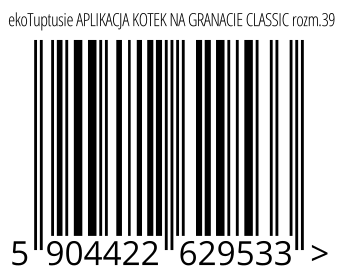 ekoTuptusie APLIKACJA KOTEK NA GRANACIE CLASSIC rozm.39
5 904422 629533 >